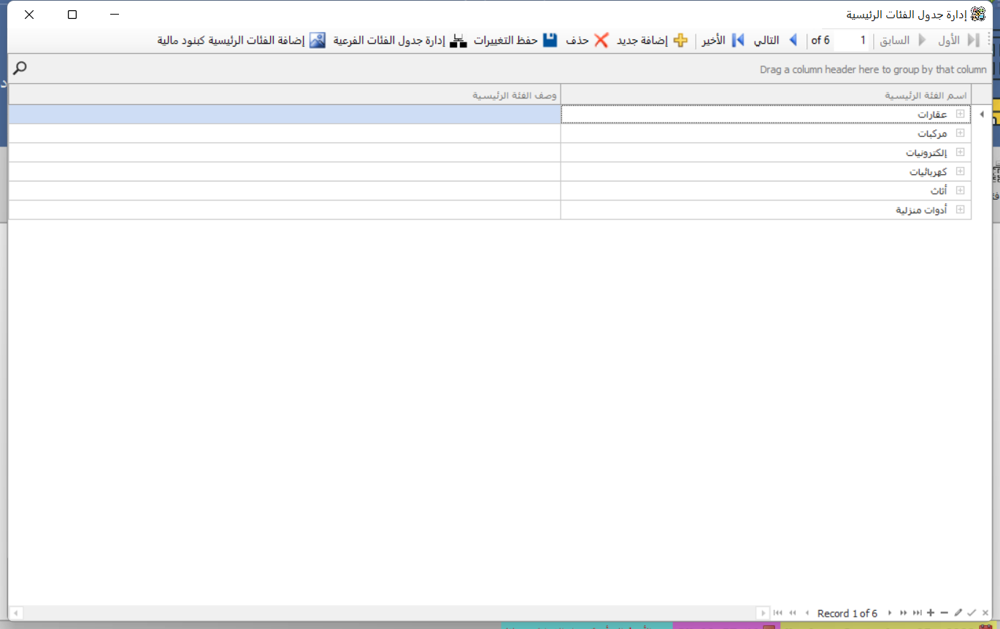 إدارة جدول الفئات الرئيسية
الأول السابق 1 of 6 التالي الأخير إضافة جديد حذف حفظ التغييرات إدارة جدول الفئات الفرعية إضافة الفئات الرئيسية كبنود مالية
Drag a column header here to group by that column
اسم الفئة الرئيسية وصف الفئة الرئيسية
عقارات
مركبات
إلكترونيات
كهربائيات
أثاث
أدوات منزلية
Record 1 of 6